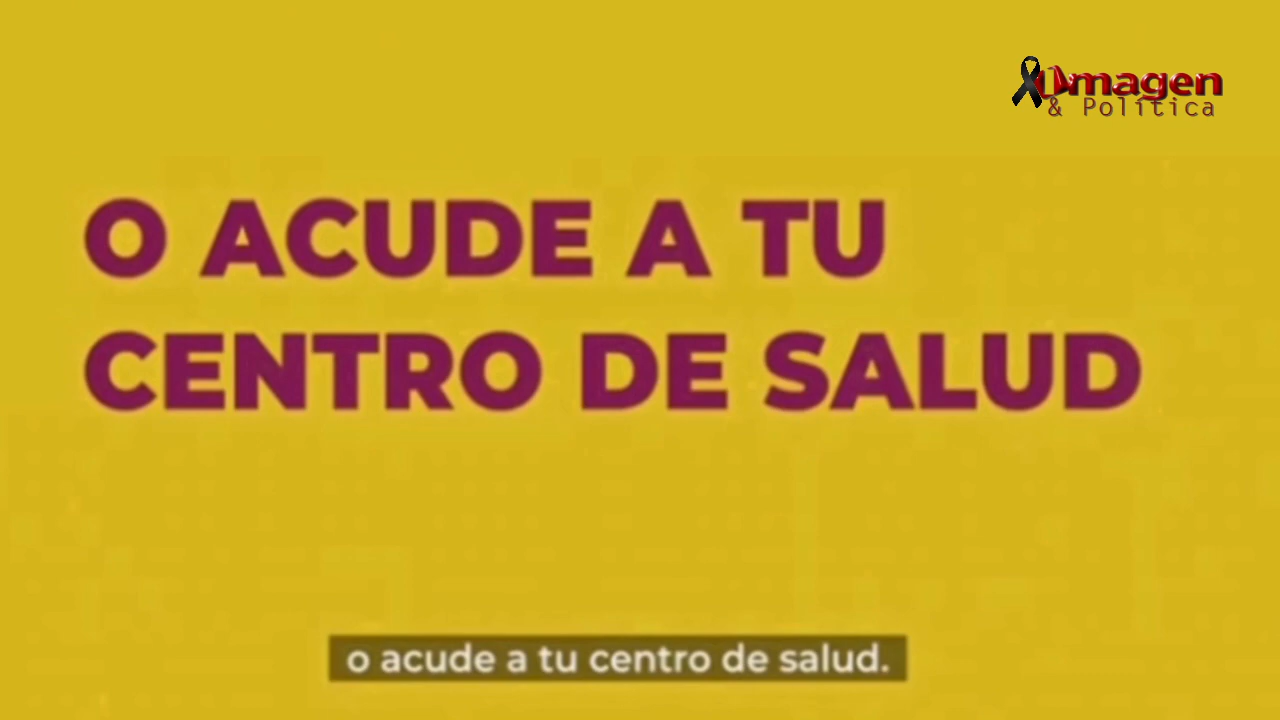 Imagen
& Política
O ACUDE A TU
CENTRO DE SALUD
o acude a tu centro de salud.